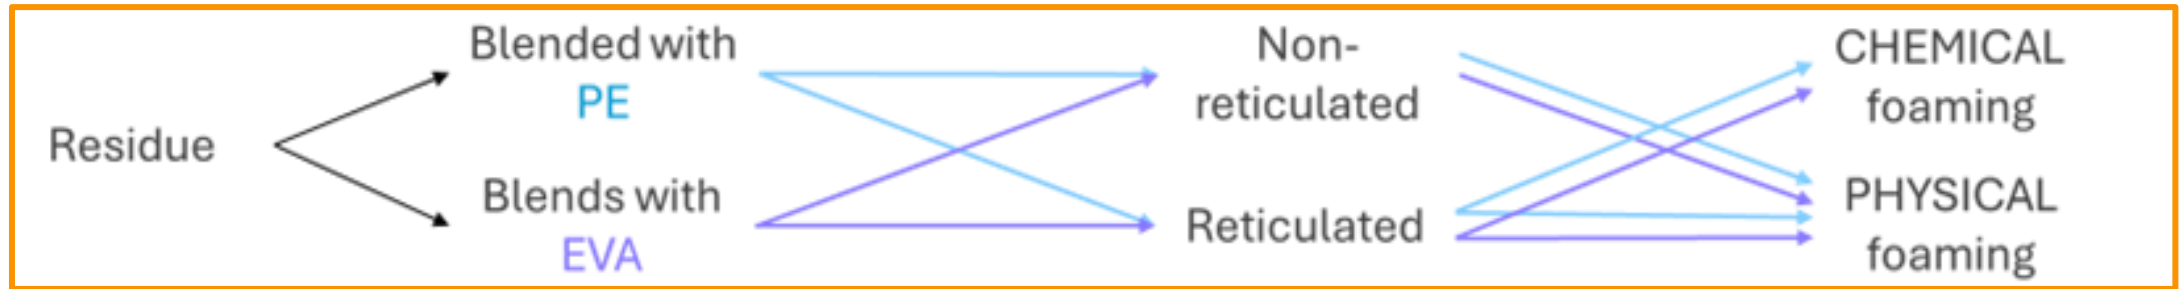 Residue
Blended with
PE
Blends with
EVA
Non-
reticulated
Reticulated
CHEMICAL
foaming
PHYSICAL
foaming